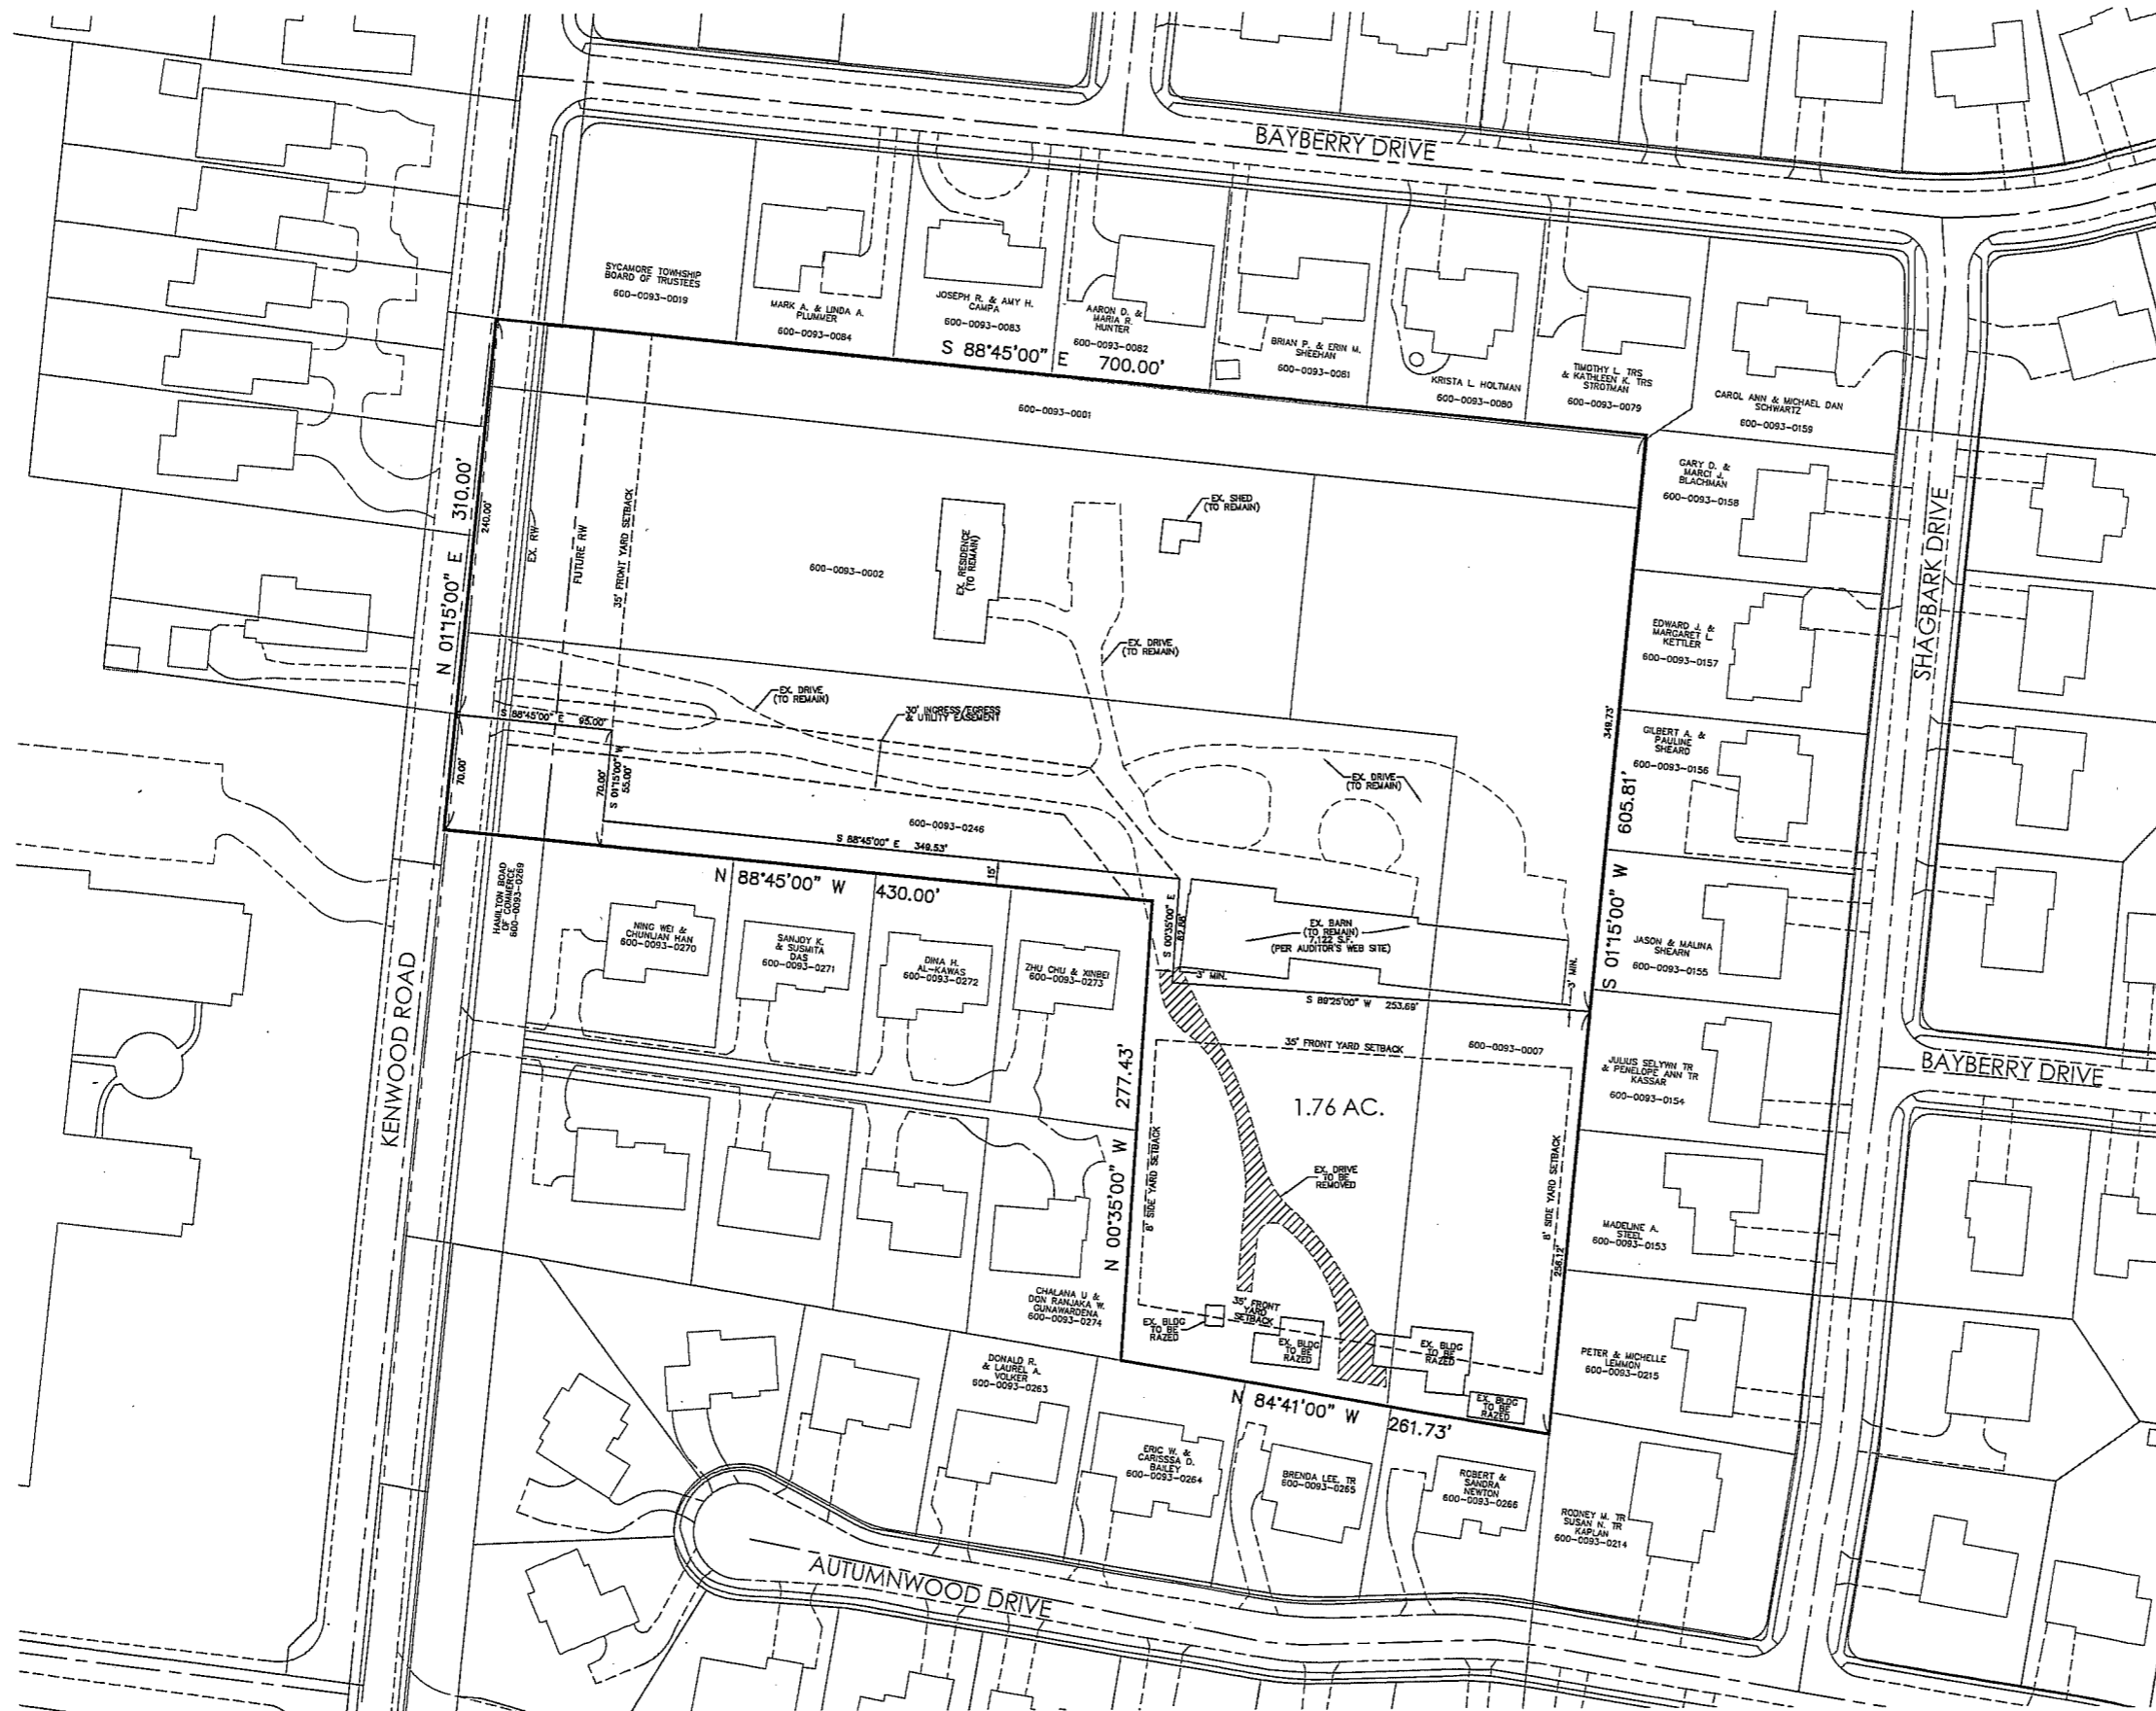 BAYBERRY DRIVE
SYCAMORE TOWHSHIP
BOARD OF TRUSTEES
600-0093-0019
MARK A. & LINDA A.
PLUMMER
600-0093-0084
JOSEPH R. & AMY H.
CAMPA
600-0093-0083
AARON D. &
MARIA R.
HUNTER
600-0093-0082
BRIAN P. & ERIN M.
SHEEHAN
600-0093-0081
KRISTA L. HOLTMAN
600-0093-0080
TIMOTHY L. TRS
& KATHLEEN K. TRS
STROTMAN
600-0093-0079
CAROL ANN & MICHAEL DAN
SCHWARTZ
600-0093-0159
S 88°45'00" E 700.00'
600-0093-0001
GARY D. &
MARCI J.
BLACHMAN
600-0093-0158
SHAGBARK DRIVE
N 01°15'00" E 310.00'
240.00'
EX. RW
FUTURE RW
35' FRONT YARD SETBACK
600-0093-0002
EX. RESIDENCE
(TO REMAIN)
EX. SHED
(TO REMAIN)
EX. DRIVE
(TO REMAIN)
EDWARD J. &
MARGARET L.
KETTLER
600-0093-0157
EX. DRIVE
(TO REMAIN)
30' INGRESS/EGRESS
& UTILITY EASEMENT
S 88°45'00" E 95.00'
70.00'
70.00'
S 01°15'00" W
55.00'
EX. DRIVE
(TO REMAIN)
349.73'
GILBERT A. &
PAULINE
SHEARD
600-0093-0156
S 01°15'00" W 605.81'
600-0093-0246
S 88°45'00" E 349.53'
15'
N 88°45'00" W 430.00'
HAMILTON BOAD
OF COMMERCE
600-0093-0269
NING WEI &
CHUNLIAN HAN
600-0093-0270
SANJOY K.
& SUSMITA
DAS
600-0093-0271
DINA H.
AL-KAWAS
600-0093-0272
ZHU CHU & XINBEI
600-0093-0273
S 00°35'00" E
EX. BARN
(TO REMAIN)
7,122 S.F.
(PER AUDITOR'S WEB SITE)
3' MIN.
3' MIN.
S 89°25'00" W 253.69'
JASON & MALINA
SHEARN
600-0093-0155
KENWOOD ROAD
35' FRONT YARD SETBACK
600-0093-0007
1.76 AC.
JULIUS SELYWN TR
& PENELOPE ANN TR
KASSAR
600-0093-0154
BAYBERRY DRIVE
N 00°35'00" W 277.43'
8' SIDE YARD SETBACK
EX. DRIVE
TO BE
REMOVED
8' SIDE YARD SETBACK
256.12'
MADELINE A.
STEEL
600-0093-0153
CHALANA U &
DON RANJAKA W.
GUNAWARDENA
600-0093-0274
EX. BLDG
TO BE
RAZED
35' FRONT
YARD
SETBACK
EX. BLDG
TO BE
RAZED
EX. BLDG
TO BE
RAZED
EX. BLDG
TO BE
RAZED
PETER & MICHELLE
LEMMON
600-0093-0215
DONALD R.
& LAUREL A.
VOLKER
600-0093-0263
N 84°41'00" W 261.73'
ERIC W. &
CARISSSA D.
BAILEY
600-0093-0264
BRENDA LEE, TR
600-0093-0265
ROBERT &
SANDRA
NEWTON
600-0093-0266
RODNEY M. TR
SUSAN N. TR
KAPLAN
600-0093-0214
AUTUMNWOOD DRIVE